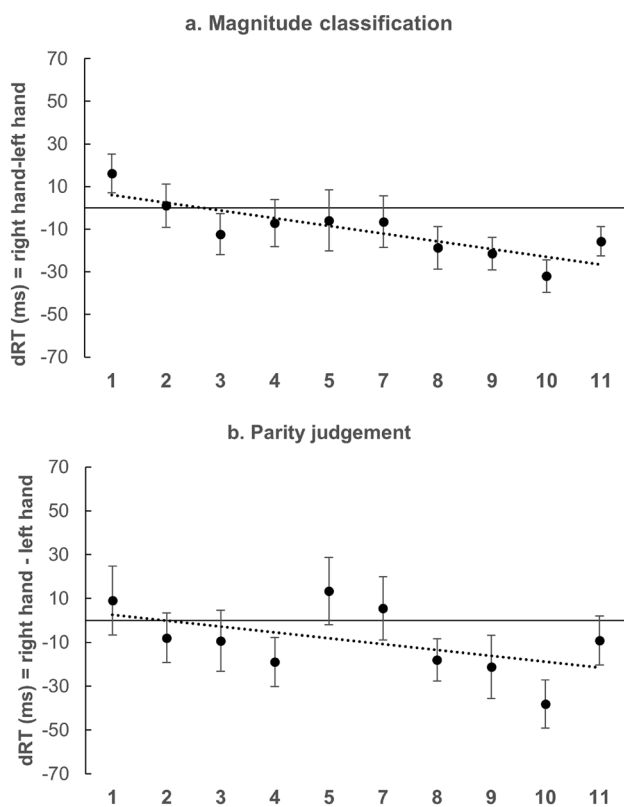 a. Magnitude classification
dRT (ms) = right hand-left hand
70
50
30
10
-10
-30
-50
-70
1 2 3 4 5 7 8 9 10 11
b. Parity judgement
dRT (ms) = right hand - left hand
70
50
30
10
-10
-30
-50
-70
1 2 3 4 5 7 8 9 10 11